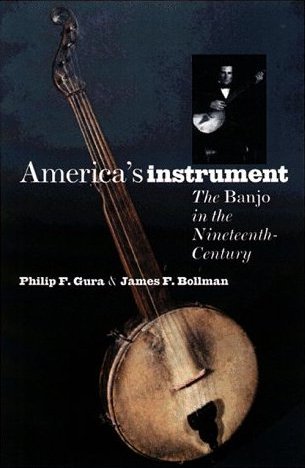 America's instrument
The Banjo
in the
Nineteenth-
Century
Philip F. Gura & James F. Bollman